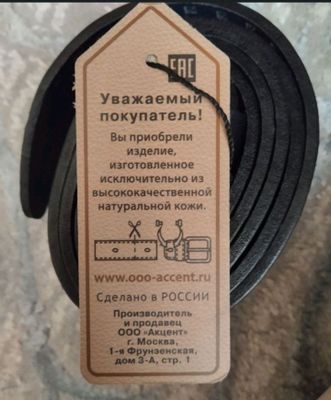 EAC
Уважаемый
покупатель!
Вы приобрели
изделие,
изготовленное
исключительно из
высококачественной
натуральной кожи.
www.ooo-accent.ru
Сделано в РОССИИ
Производитель
и продавец
ООО «Акцент»
г. Москва,
1-я Фрунзенская,
дом 3-А, стр. 1